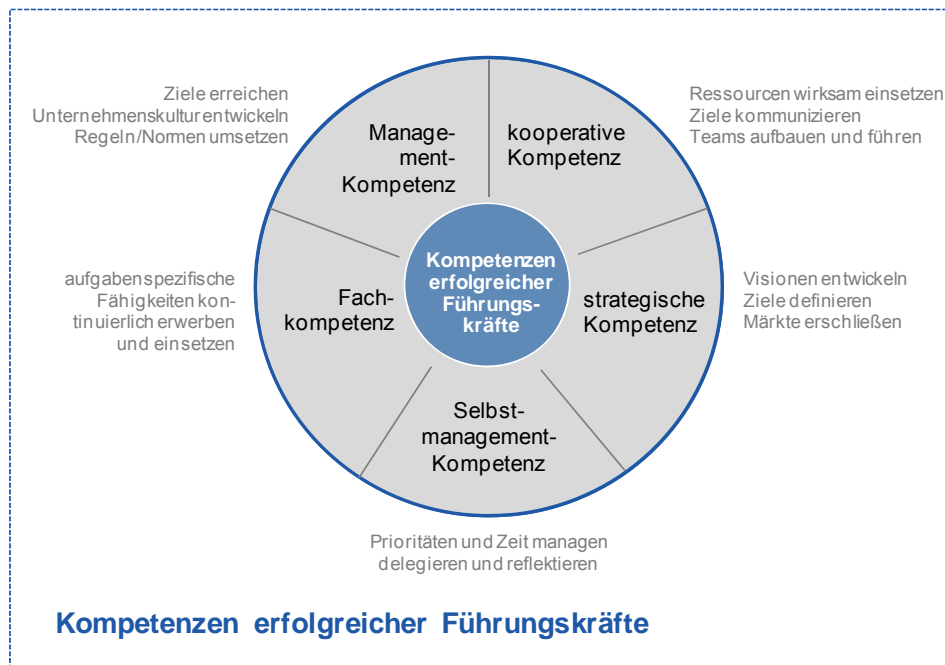 Ziele erreichen
Unternehmenskultur entwickeln
Regeln/Normen umsetzen
Ressourcen wirksam einsetzen
Ziele kommunizieren
Teams aufbauen und führen
Manage-
ment-
Kompetenz
kooperative
Kompetenz
Kompetenzen
erfolgreicher
Führungs-
kräfte
aufgabenspezifische
Fähigkeiten kon-
tinuierlich erwerben
und einsetzen
Fach-
kompetenz
strategische
Kompetenz
Visionen entwickeln
Ziele definieren
Märkte erschließen
Selbst-
management-
Kompetenz
Prioritäten und Zeit managen
delegieren und reflektieren
Kompetenzen erfolgreicher Führungskräfte